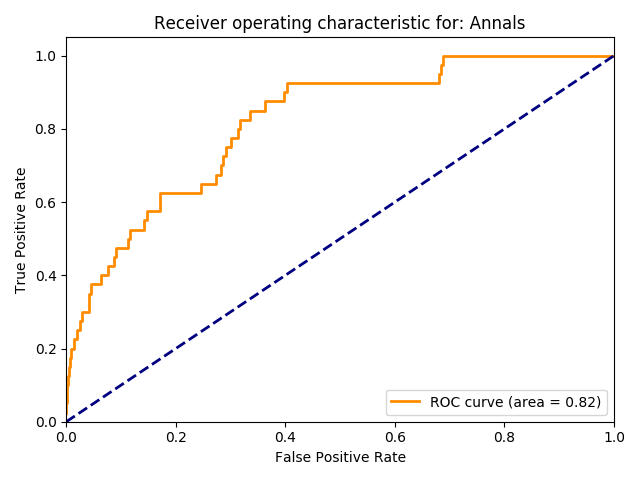 Receiver operating characteristic for: Annals
True Positive Rate
1.0
0.8
0.6
0.4
0.2
0.0
ROC curve (area = 0.82)
0.0 0.2 0.4 0.6 0.8 1.0
False Positive Rate